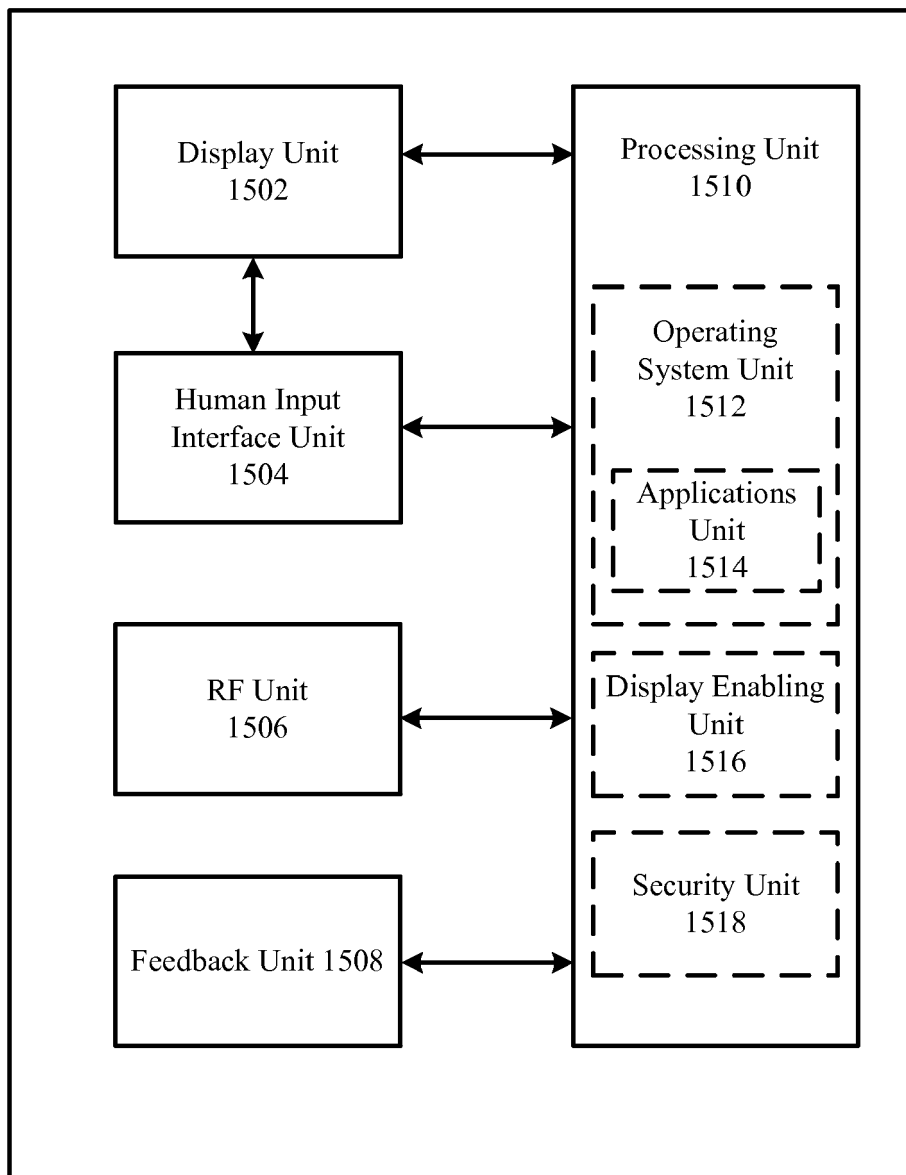 Display Unit
1502
Human Input
Interface Unit
1504
RF Unit
1506
Feedback Unit 1508
Processing Unit
1510
Operating
System Unit
1512
Applications
Unit
1514
Display Enabling
Unit
1516
Security Unit
1518